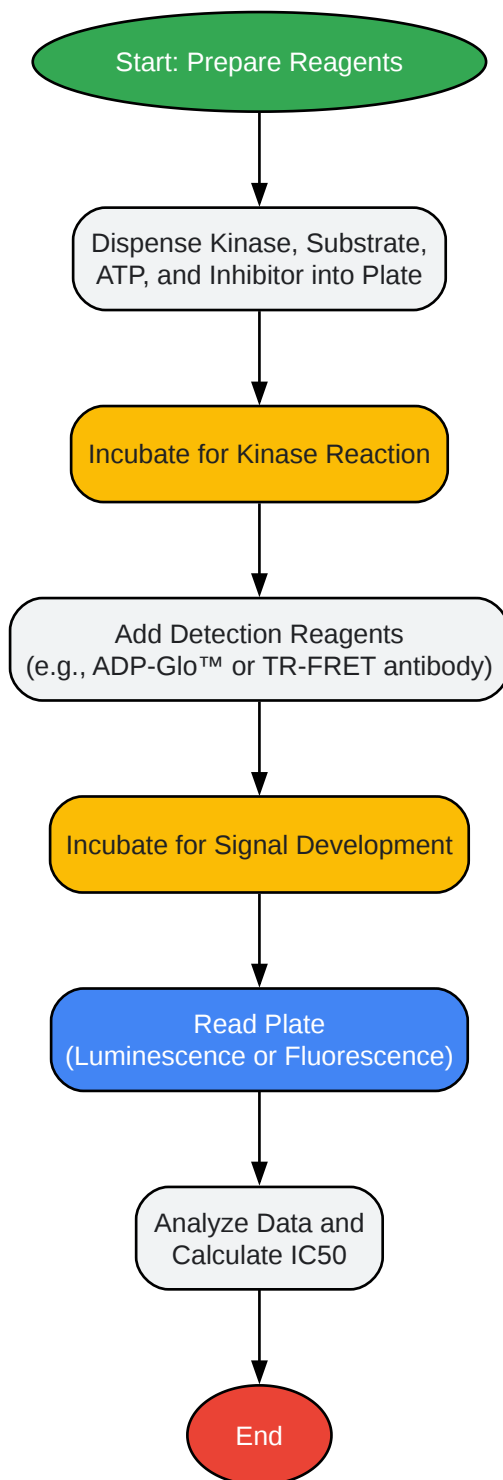 Start: Prepare Reagents
Dispense Kinase, Substrate,
ATP, and Inhibitor into Plate
Incubate for Kinase Reaction
Add Detection Reagents
(e.g., ADP-Glo™ or TR-FRET antibody)
Incubate for Signal Development
Read Plate
(Luminescence or Fluorescence)
Analyze Data and
Calculate IC50
End